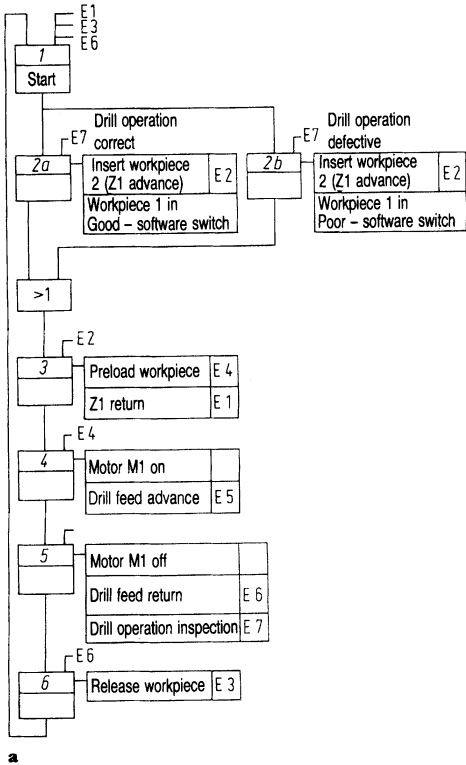 E1
E3
E6
1
Start
Drill operation
correct
E7
2a
Insert workpiece
2 (Z1 advance)
E2
Workpiece 1 in
Good – software switch
Drill operation
defective
E7
2b
Insert workpiece
2 (Z1 advance)
E2
Workpiece 1 in
Poor – software switch
>1
E2
3
Preload workpiece
E4
Z1 return
E1
E4
4
Motor M1 on
Drill feed advance
E5
5
Motor M1 off
Drill feed return
E6
Drill operation inspection
E7
E6
6
Release workpiece
E3
a